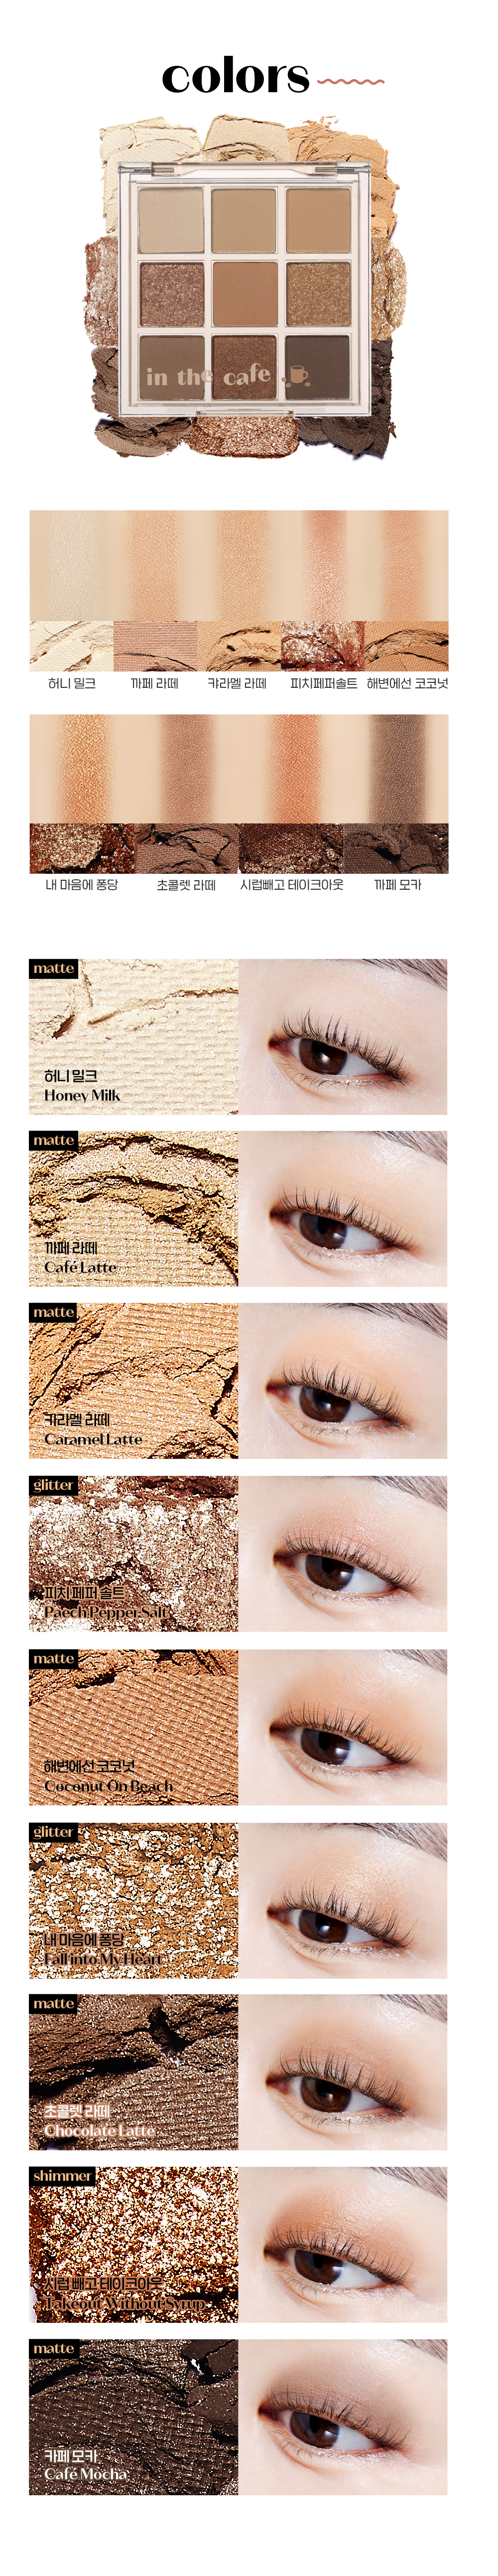 colors
in the cafe
허니 밀크
까페 라떼
카라멜 라떼
피치페퍼솔트
해변에선 코코넛
내 마음에 퐁당
초콜렛 라떼
시럽빼고 테이크아웃
까페 모카
matte
허니 밀크
Honey Milk
matte
까페 라떼
Café Latte
matte
카라멜 라떼
Caramel Latte
glitter
피치 페퍼 솔트
Paech Pepper Salt
matte
해변에선 코코넛
Coconut On Beach
glitter
내 마음에 퐁당
Fall into My Heart
matte
초콜렛 라떼
Chocolate Latte
shimmer
시럽 빼고 테이크아웃
Takeout Without Syrup
matte
카페 모카
Café Mocha